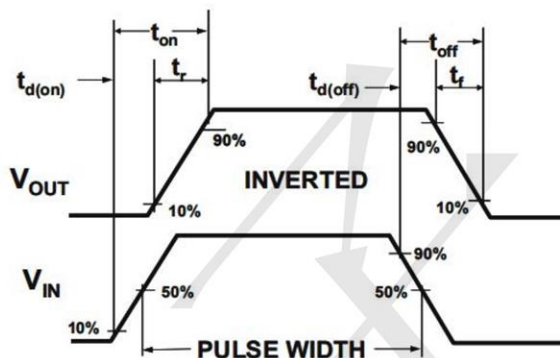 t_on
t_off
t_d(on)
t_r
t_d(off)
t_f
90%
90%
V_OUT
INVERTED
10%
10%
90%
V_IN
50%
50%
10%
PULSE WIDTH